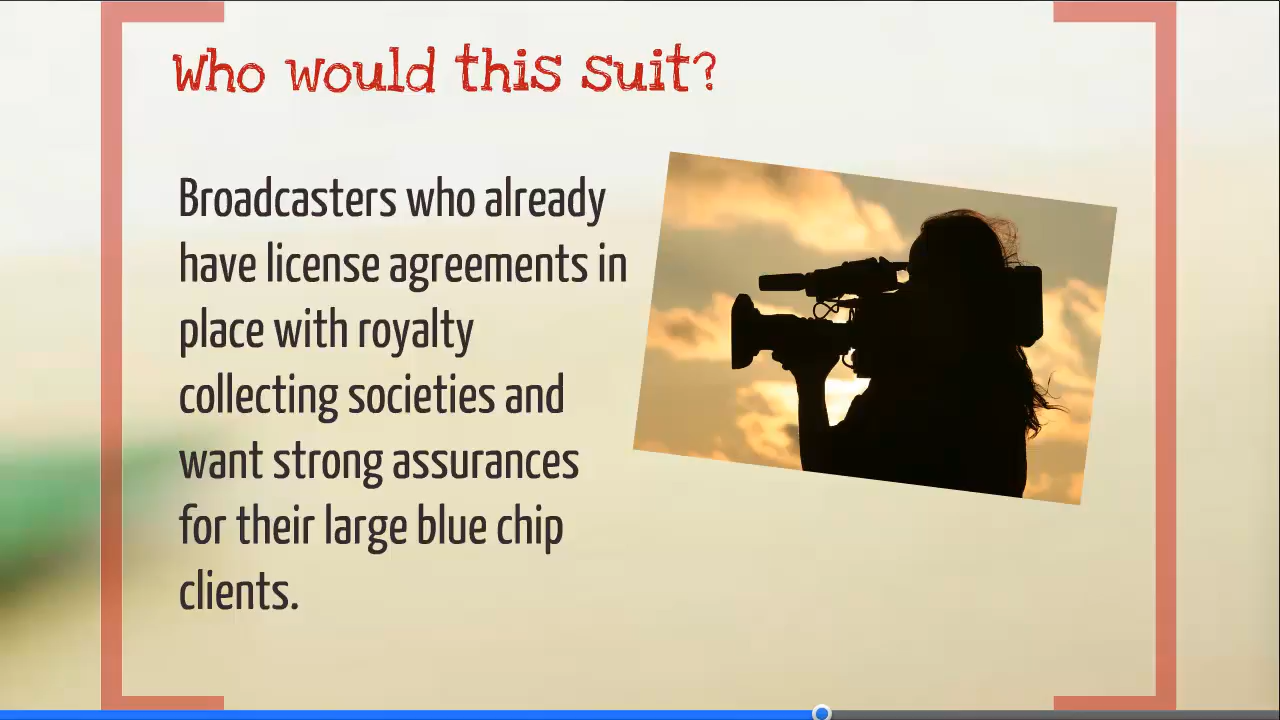 Who would this suit?
Broadcasters who already
have license agreements in
place with royalty
collecting societies and
want strong assurances
for their large blue chip
clients.